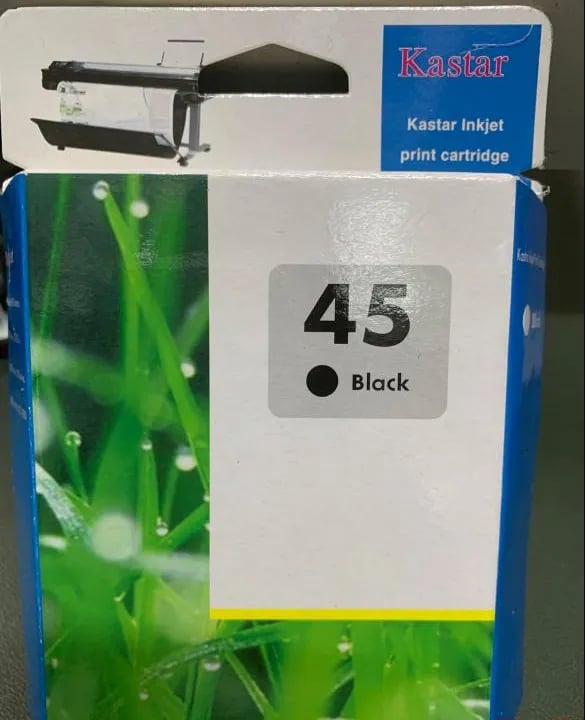 Kastar
Kastar Inkjet
print cartridge
45
Black